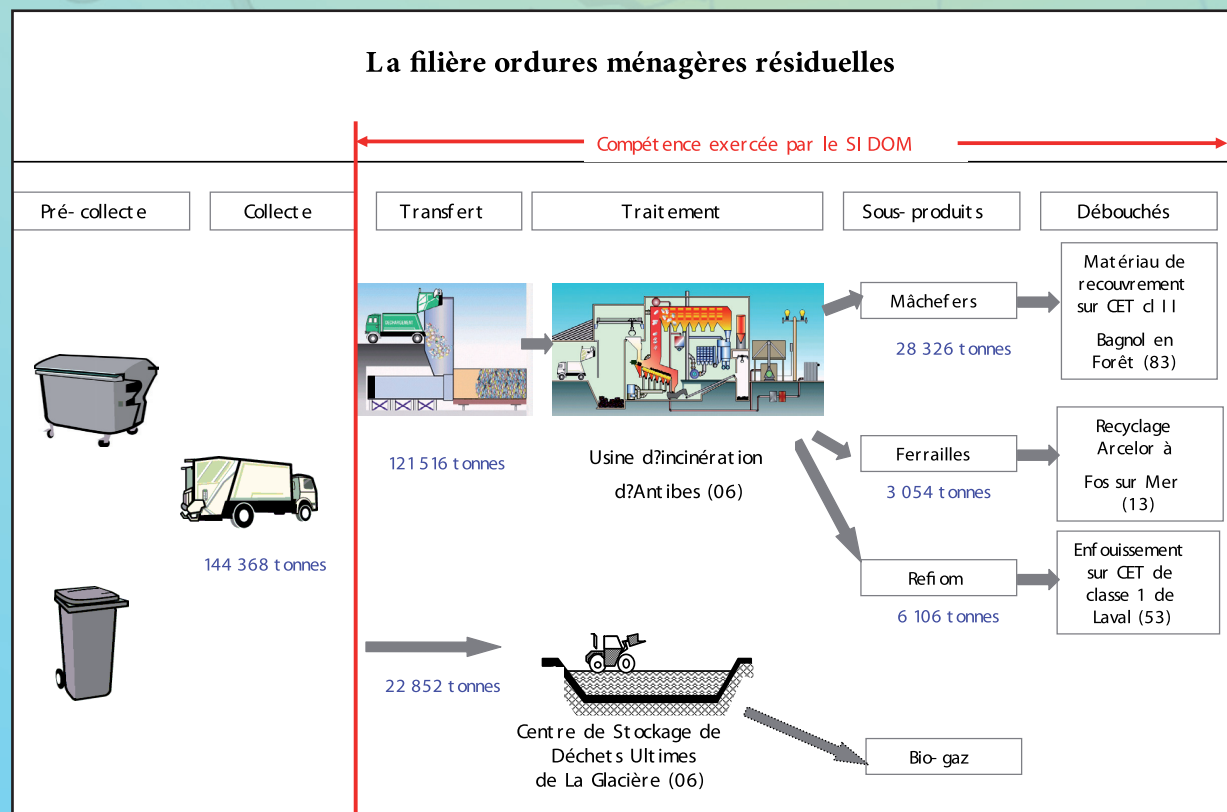 La filière ordures ménagères résiduelles
Compétence exercée par le SIDOM
Pré-collecte
Collecte
Transfert
Traitement
Sous-produits
Débouchés
DECHARGEMENT
Mâchefers
28 326 tonnes
Matériau de
recouvrement
sur CET cl II
Bagnol en
Forêt (83)
121 516 tonnes
Usine d?incinération
d?Antibes (06)
Ferrailles
3 054 tonnes
Recyclage
Arcelor à
Fos sur Mer
(13)
144 368 tonnes
Refiom
6 106 tonnes
Enfouissement
sur CET de
classe 1 de
Laval (53)
22 852 tonnes
Centre de Stockage de
Déchets Ultimes
de La Glacière (06)
Bio-gaz